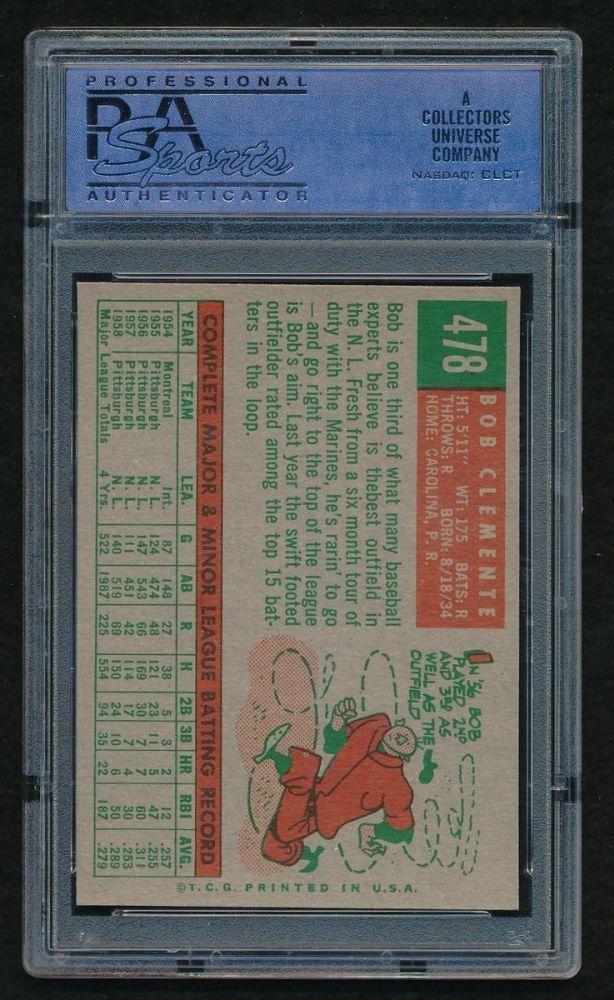 PROFESSIONAL
PSA
Sports
AUTHENTICATOR
A
COLLECTORS
UNIVERSE
COMPANY
NASDAQ: CLCT
478
BOB CLEMENTE
HT: 5'11" WT: 175 BATS: R
THROWS: R BORN: 8/18/34
HOME: CAROLINA, P. R.
Bob is one third of what many baseball
experts believe is thebest outfield in
the N. L. Fresh from a six month tour of
duty with the Marines, he's rarin' to go
—and go right to the top of the league
is Bob's aim. Last year the swift footed
outfielder rated among the top 15 bat-
ters in the loop.
IN '56, BOB
PLAYED 2ND
AND 3RD AS
WELL AS THE
OUTFIELD
COMPLETE MAJOR & MINOR LEAGUE BATTING RECORD
YEAR TEAM LEA. G AB R H 2B 3B HR RBI AVG.
1954 Montreal Int. 87 148 27 38 5 3 2 12 .257
1955 Pittsburgh N. L. 124 474 48 121 23 11 5 47 .255
1956 Pittsburgh N. L. 147 543 66 169 30 7 7 60 .311
1957 Pittsburgh N. L. 111 451 42 114 17 7 4 30 .253
1958 Pittsburgh N. L. 140 519 69 150 24 10 6 50 .289
Major League Totals 4 Yrs. 522 1987 225 554 94 35 22 187 .279
©T.C.G. PRINTED IN U.S.A.